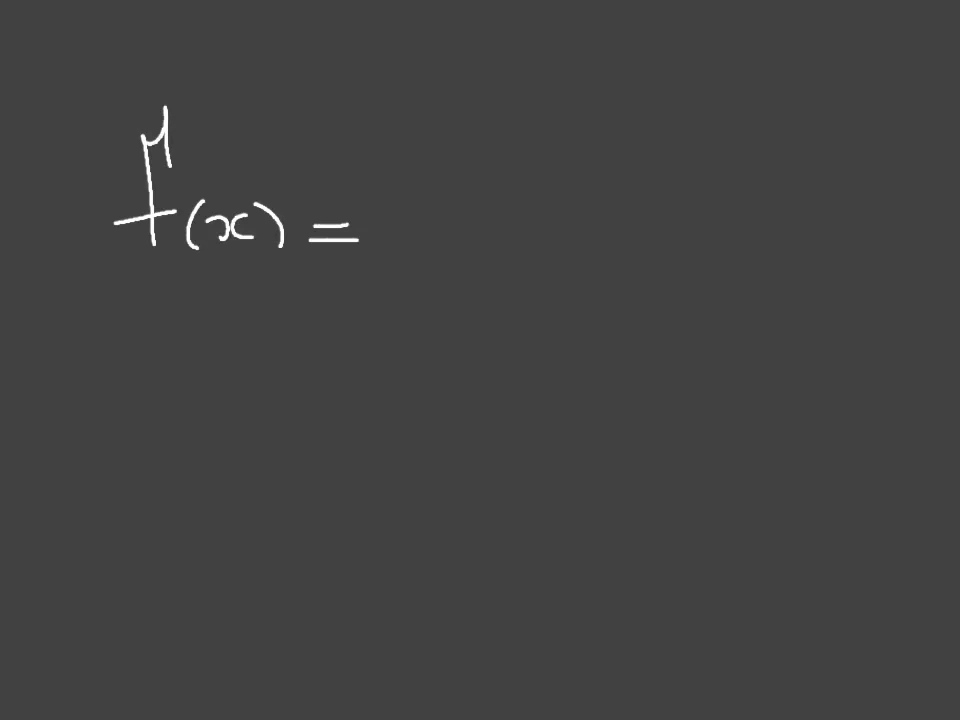 f(x) =